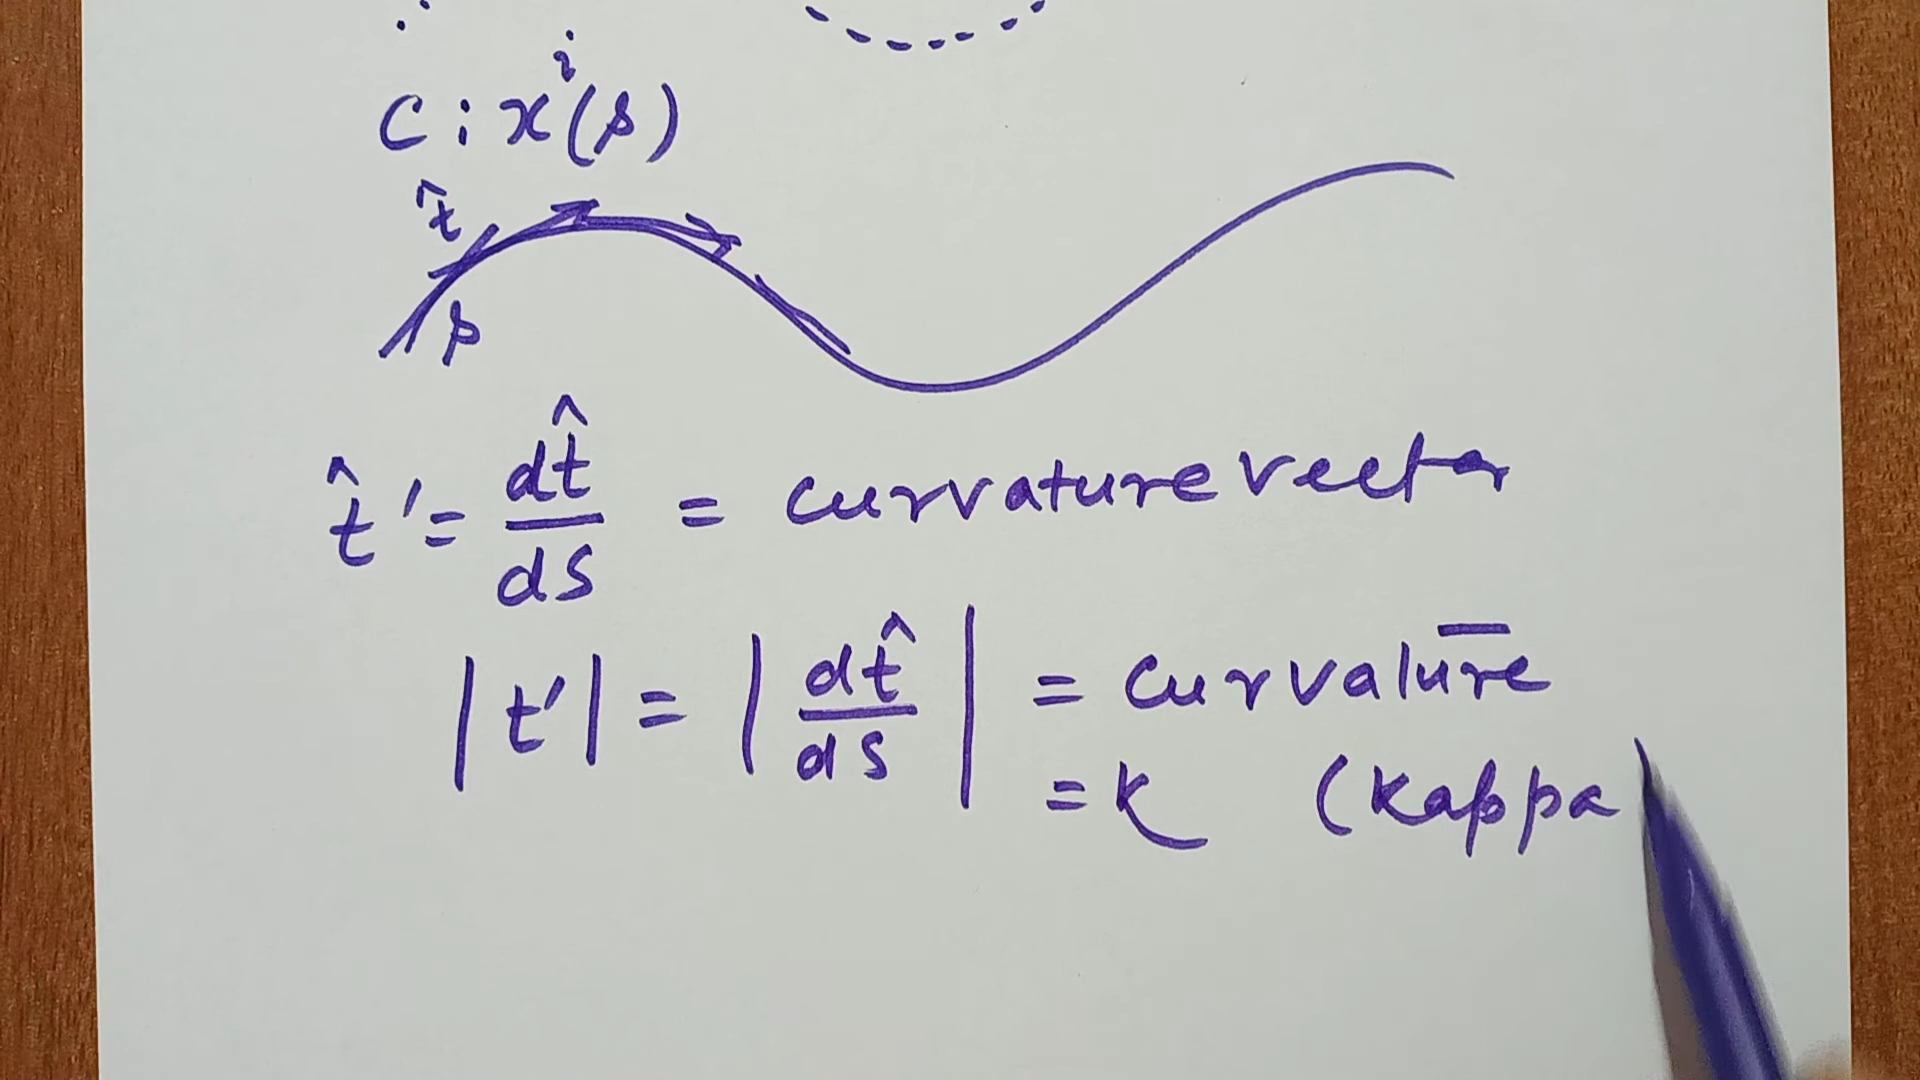 C : xⁱ(s)
t̂
s
t̂' = dt̂/ds = curvature vector
|t'| = |dt̂/ds| = curvature
= K (Kappa